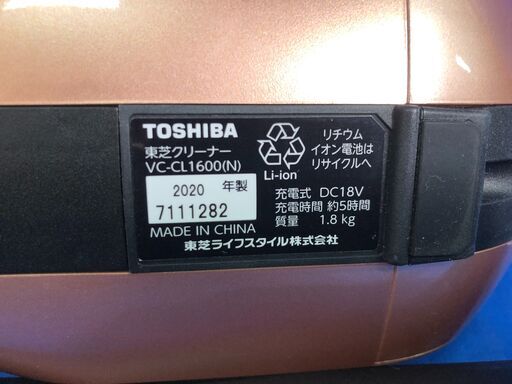 TOSHIBA
東芝クリーナー
VC-CL1600(N)
2020 年製
7111282
MADE IN CHINA
Li-ion
リチウム
イオン電池は
リサイクルへ
充電式 DC18V
充電時間 約5時間
質量 1.8 kg
東芝ライフスタイル株式会社